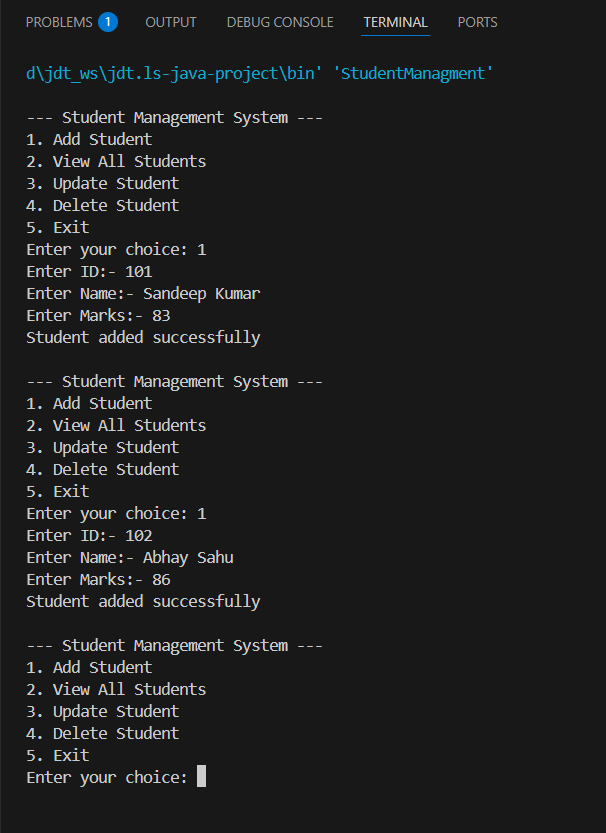 PROBLEMS 1 OUTPUT DEBUG CONSOLE TERMINAL PORTS
d\jdt_ws\jdt.ls-java-project\bin' 'StudentManagment'
--- Student Management System ---
1. Add Student
2. View All Students
3. Update Student
4. Delete Student
5. Exit
Enter your choice: 1
Enter ID:- 101
Enter Name:- Sandeep Kumar
Enter Marks:- 83
Student added successfully
--- Student Management System ---
1. Add Student
2. View All Students
3. Update Student
4. Delete Student
5. Exit
Enter your choice: 1
Enter ID:- 102
Enter Name:- Abhay Sahu
Enter Marks:- 86
Student added successfully
--- Student Management System ---
1. Add Student
2. View All Students
3. Update Student
4. Delete Student
5. Exit
Enter your choice: